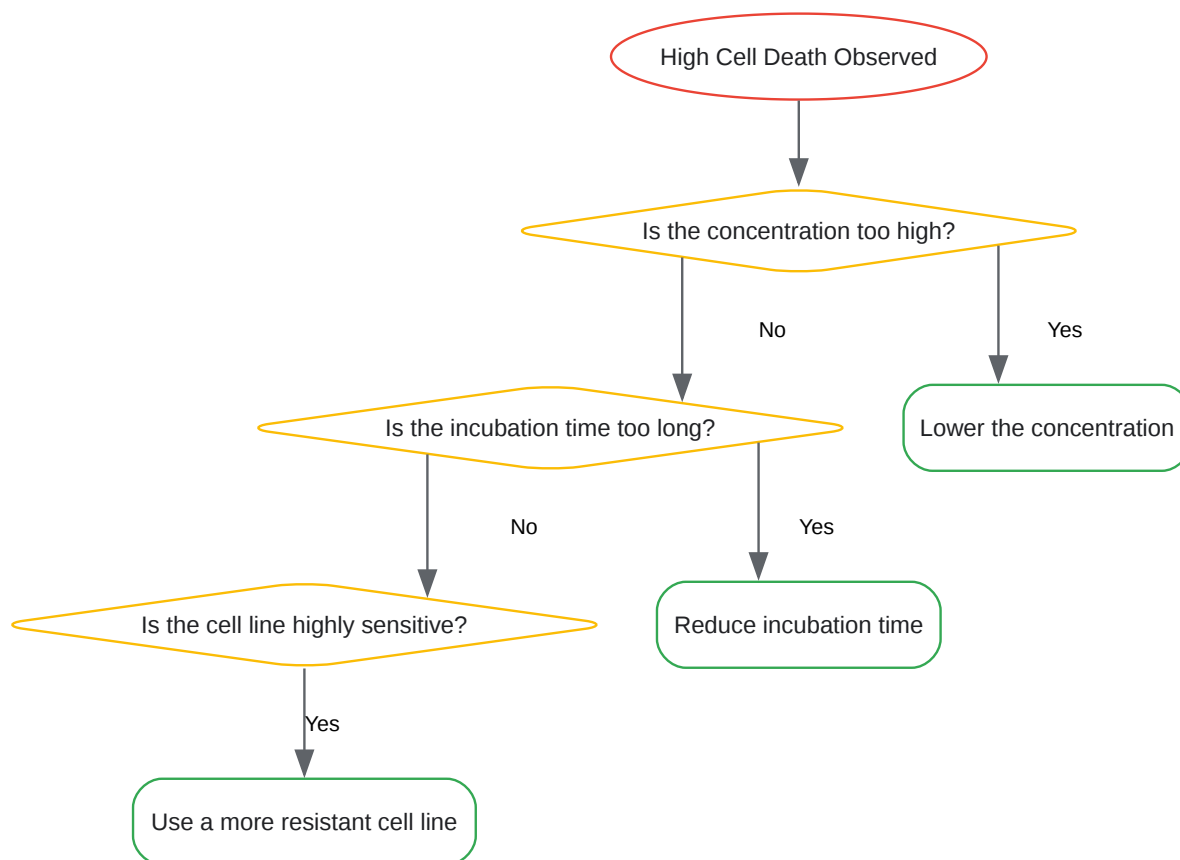 High Cell Death Observed
Is the concentration too high?
No
Yes
Is the incubation time too long?
Lower the concentration
No
Yes
Is the cell line highly sensitive?
Reduce incubation time
Yes
Use a more resistant cell line